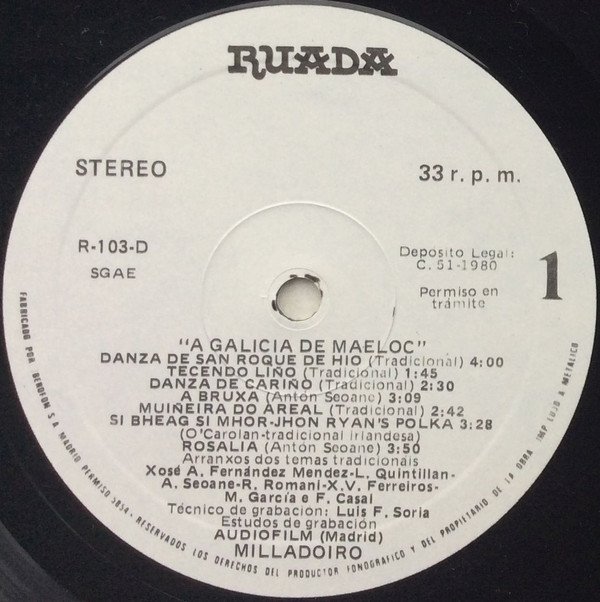 RUADA
STEREO
33 r. p. m.
R-103-D
SGAE
Depósito Legal:
C. 51-1980
Permiso en
trámite
1
"A GALICIA DE MAELOC"
DANZA DE SAN ROQUE DE HIO (Tradicional) 4:00
TECENDO LIÑO (Tradicional) 1:45
DANZA DE CARIÑO (Tradicional) 2:30
A BRUXA (Antón Seoane) 3:09
MUIÑEIRA DO AREAL (Tradicional) 2:42
SI BHEAG SI MHOR-JHON RYAN'S POLKA 3:28
(O'Carolan-tradicional irlandesa)
ROSALIA (Antón Seoane) 3:50
Arranxos dos temas tradicionais
Xosé A. Fernández Mendez-L. Quintillan-
A. Seoane-R. Romani-X.V. Ferreiros-
M. García e F. Casal
Técnico de grabación: Luis F. Soria
Estudos de grabación
AUDIOFILM (Madrid)
MILLADOIRO
FABRICADO POR BERDFON S A MADRID PERMISO 5854 - RESERVADOS LOS DERECHOS DEL PRODUCTOR FONOGRAFICO Y DEL PROPIETARIO DE LA OBRA IMP LUJO A METALICO